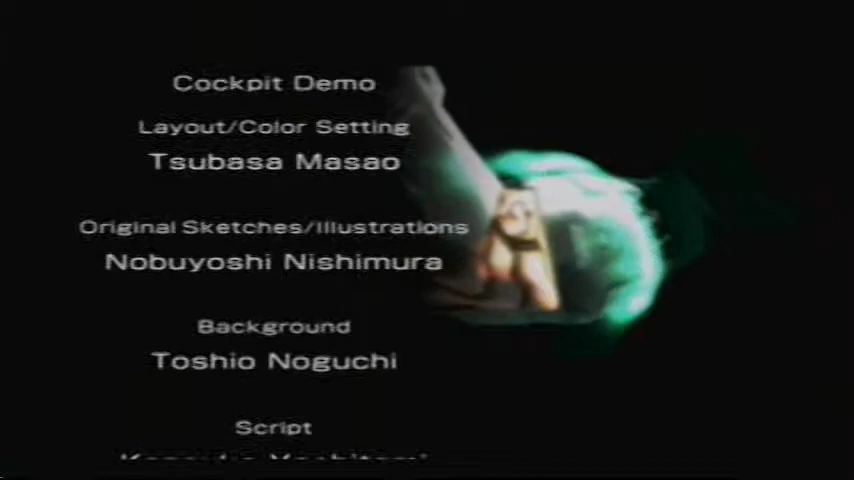 Cockpit Demo
Layout/Color Setting
Tsubasa Masao
Original Sketches/Illustrations
Nobuyoshi Nishimura
Background
Toshio Noguchi
Script